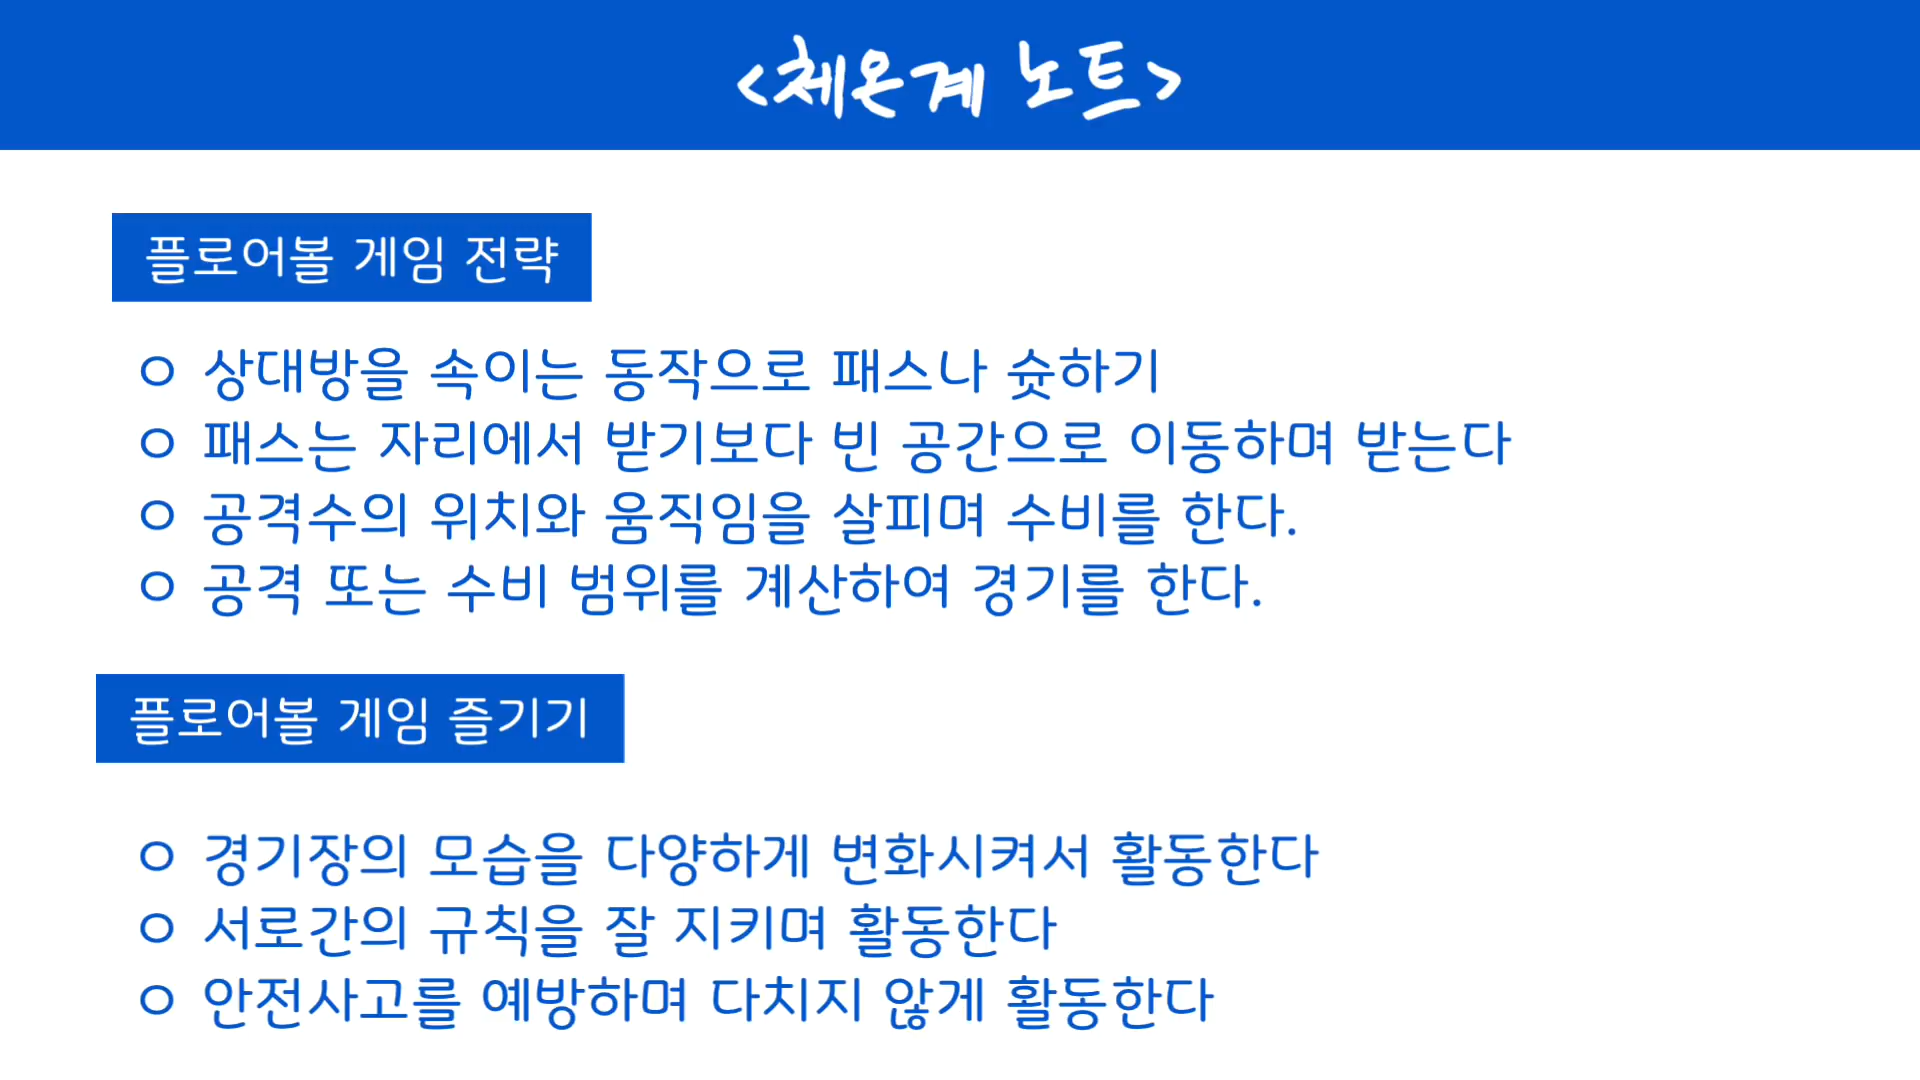 <체온계 노트>
플로어볼 게임 전략
ㅇ 상대방을 속이는 동작으로 패스나 슛하기
ㅇ 패스는 자리에서 받기보다 빈 공간으로 이동하며 받는다
ㅇ 공격수의 위치와 움직임을 살피며 수비를 한다.
ㅇ 공격 또는 수비 범위를 계산하여 경기를 한다.
플로어볼 게임 즐기기
ㅇ 경기장의 모습을 다양하게 변화시켜서 활동한다
ㅇ 서로간의 규칙을 잘 지키며 활동한다
ㅇ 안전사고를 예방하며 다치지 않게 활동한다